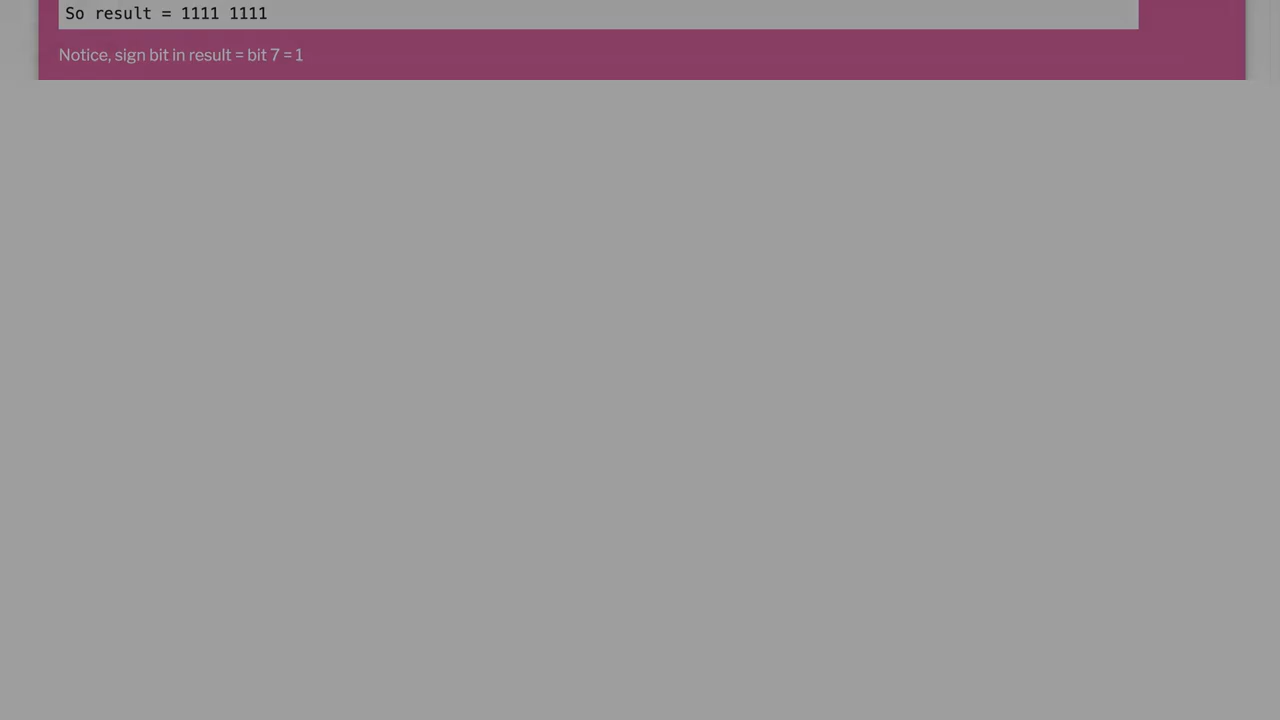 So result = 1111 1111
Notice, sign bit in result = bit 7 = 1